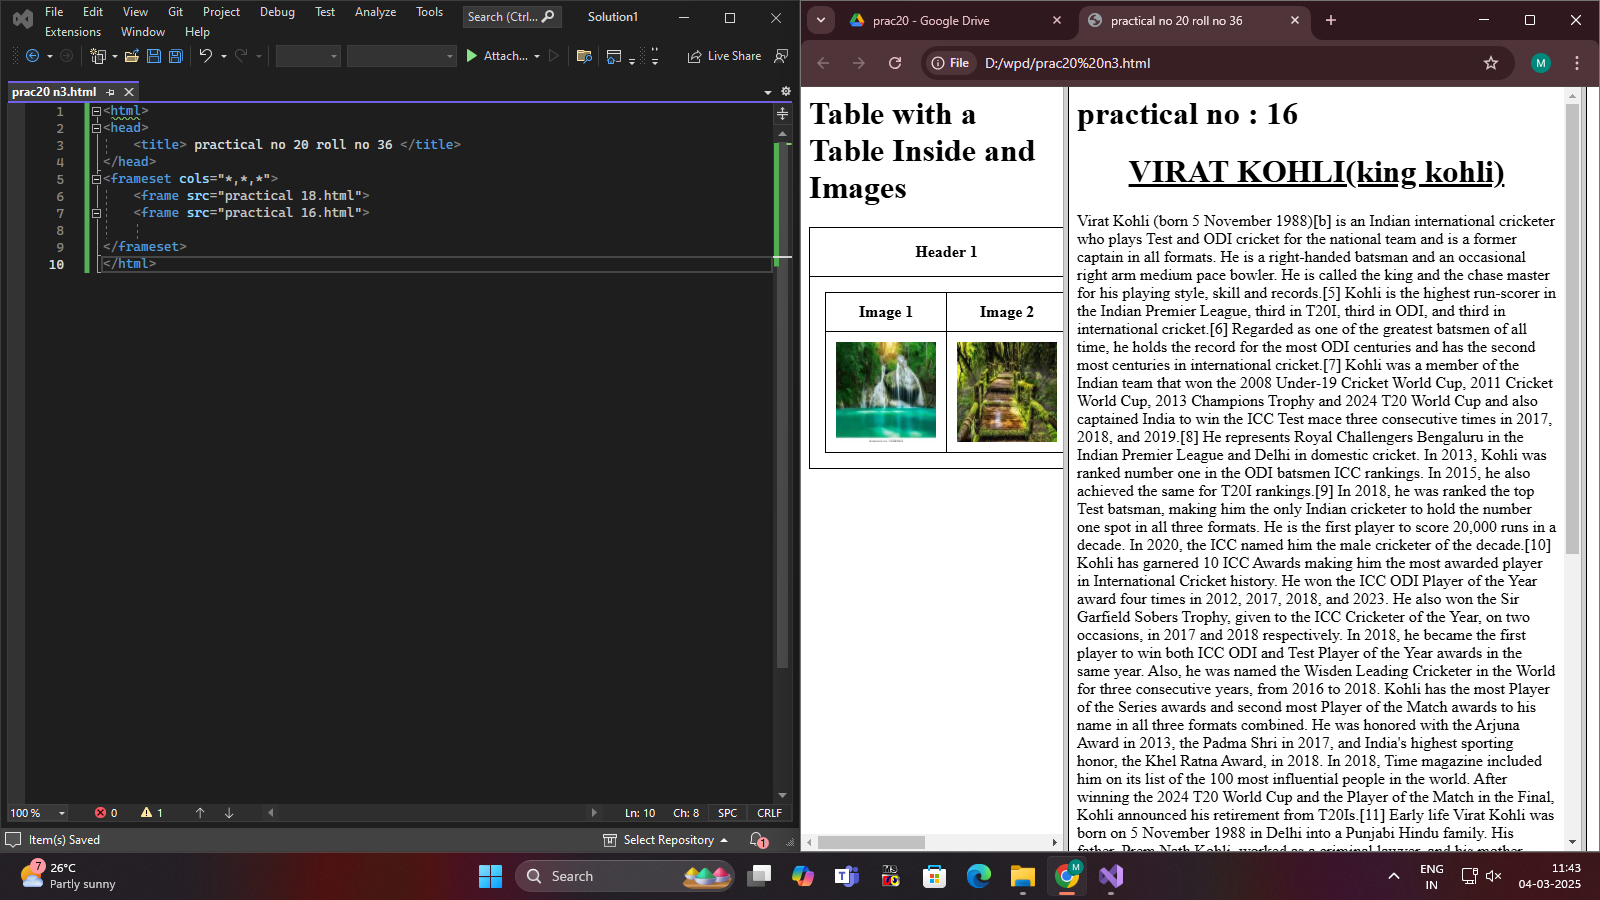 File Edit View Git Project Debug Test Analyze Tools Search (Ctrl... Solution1
Extensions Window Help
Attach... Live Share
prac20 n3.html
1 <html>
2 <head>
3 <title> practical no 20 roll no 36 </title>
4 </head>
5 <frameset cols="*,*,*">
6 <frame src="practical 18.html">
7 <frame src="practical 16.html">
8
9 </frameset>
10 </html>
100 % 0 1 Ln: 10 Ch: 8 SPC CRLF
Item(s) Saved Select Repository 1
prac20 - Google Drive practical no 20 roll no 36
File D:/wpd/prac20%20n3.html M
Table with a
Table Inside and
Images
Header 1
Image 1 Image 2
practical no : 16
VIRAT KOHLI(king kohli)
Virat Kohli (born 5 November 1988)[b] is an Indian international cricketer
who plays Test and ODI cricket for the national team and is a former
captain in all formats. He is a right-handed batsman and an occasional
right arm medium pace bowler. He is called the king and the chase master
for his playing style, skill and records.[5] Kohli is the highest run-scorer in
the Indian Premier League, third in T20I, third in ODI, and third in
international cricket.[6] Regarded as one of the greatest batsmen of all
time, he holds the record for the most ODI centuries and has the second
most centuries in international cricket.[7] Kohli was a member of the
Indian team that won the 2008 Under-19 Cricket World Cup, 2011 Cricket
World Cup, 2013 Champions Trophy and 2024 T20 World Cup and also
captained India to win the ICC Test mace three consecutive times in 2017,
2018, and 2019.[8] He represents Royal Challengers Bengaluru in the
Indian Premier League and Delhi in domestic cricket. In 2013, Kohli was
ranked number one in the ODI batsmen ICC rankings. In 2015, he also
achieved the same for T20I rankings.[9] In 2018, he was ranked the top
Test batsman, making him the only Indian cricketer to hold the number
one spot in all three formats. He is the first player to score 20,000 runs in a
decade. In 2020, the ICC named him the male cricketer of the decade.[10]
Kohli has garnered 10 ICC Awards making him the most awarded player
in International Cricket history. He won the ICC ODI Player of the Year
award four times in 2012, 2017, 2018, and 2023. He also won the Sir
Garfield Sobers Trophy, given to the ICC Cricketer of the Year, on two
occasions, in 2017 and 2018 respectively. In 2018, he became the first
player to win both ICC ODI and Test Player of the Year awards in the
same year. Also, he was named the Wisden Leading Cricketer in the World
for three consecutive years, from 2016 to 2018. Kohli has the most Player
of the Series awards and second most Player of the Match awards to his
name in all three formats combined. He was honored with the Arjuna
Award in 2013, the Padma Shri in 2017, and India's highest sporting
honor, the Khel Ratna Award, in 2018. In 2018, Time magazine included
him on its list of the 100 most influential people in the world. After
winning the 2024 T20 World Cup and the Player of the Match in the Final,
Kohli announced his retirement from T20Is.[11] Early life Virat Kohli was
born on 5 November 1988 in Delhi into a Punjabi Hindu family. His
father, Prem Nath Kohli, worked as a criminal lawyer, and his mother,
7 26°C
Partly sunny
Search
M
ENG
IN
11:43
04-03-2025